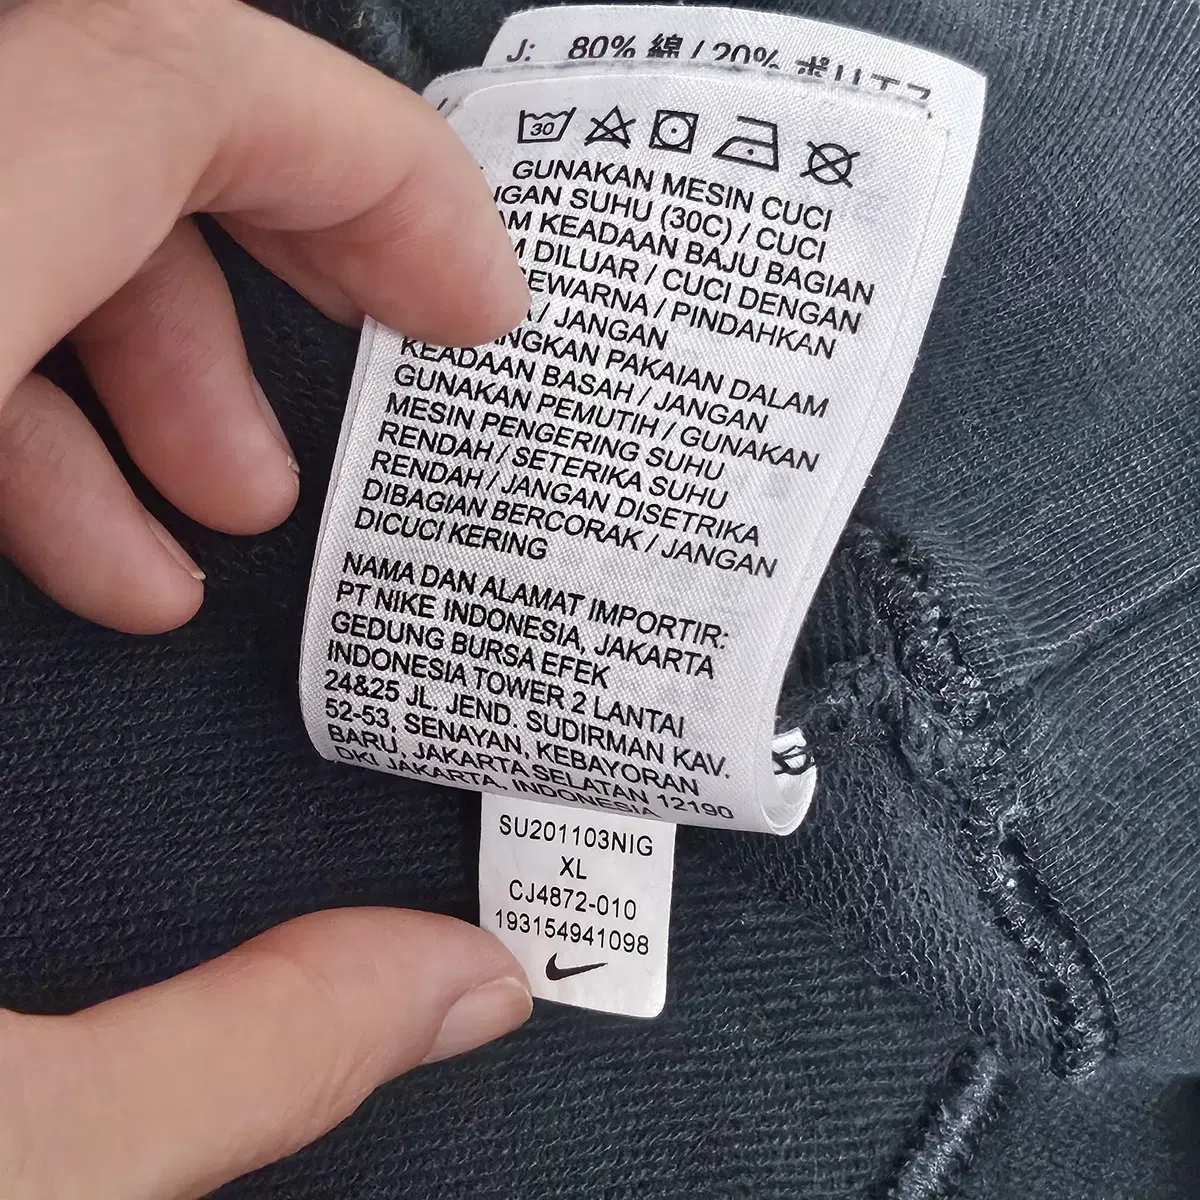 J: 80% 綿 / 20% ポリエス
30
GUNAKAN MESIN CUCI
SUHU (30C) / CUCI
KEADAAN BAJU BAGIAN
DILUAR / CUCI DENGAN
/ PINDAHKAN
/ JANGAN
PAKAIAN DALAM
KEADAAN BASAH / JANGAN
GUNAKAN PEMUTIH / GUNAKAN
MESIN PENGERING SUHU
RENDAH / SETERIKA SUHU
RENDAH / JANGAN DISETRIKA
DIBAGIAN BERCORAK / JANGAN
DICUCI KERING
NAMA DAN ALAMAT IMPORTIR:
PT NIKE INDONESIA, JAKARTA
GEDUNG BURSA EFEK
INDONESIA TOWER 2 LANTAI
24&25 JL. JEND. SUDIRMAN KAV.
52-53, SENAYAN, KEBAYORAN
BARU, JAKARTA SELATAN 12190
DKI JAKARTA, INDONESIA
SU201103NIG
XL
CJ4872-010
193154941098